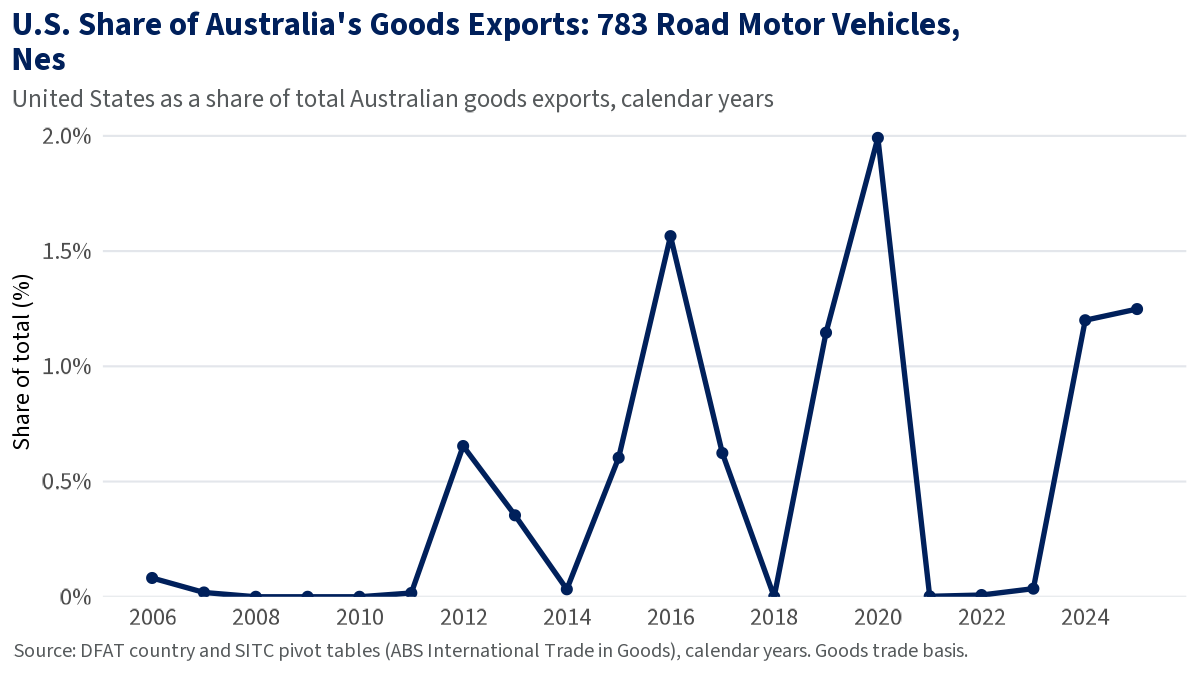 U.S. Share of Australia's Goods Exports: 783 Road Motor Vehicles,
Nes
United States as a share of total Australian goods exports, calendar years
Share of total (%)
2.0%
1.5%
1.0%
0.5%
0%
2006 2008 2010 2012 2014 2016 2018 2020 2022 2024
Source: DFAT country and SITC pivot tables (ABS International Trade in Goods), calendar years. Goods trade basis.